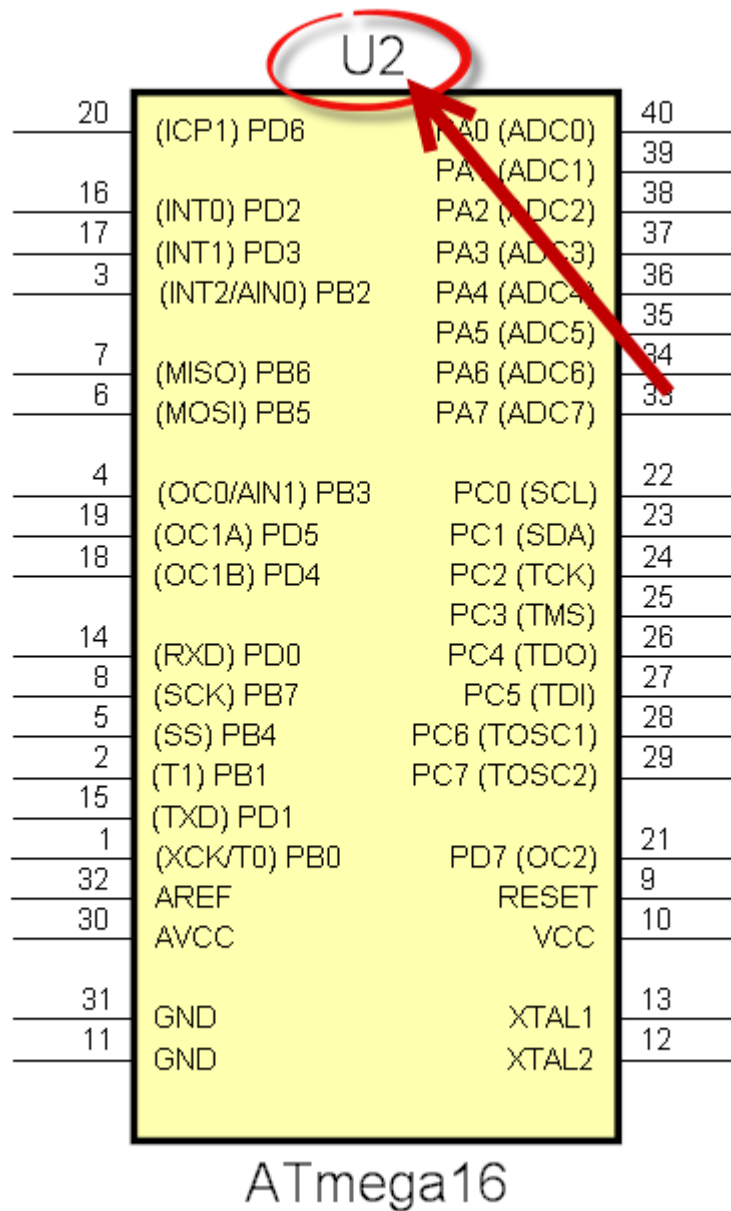 U2
20 (ICP1) PD6 PA0 (ADC0) 40
PA1 (ADC1) 39
16 (INT0) PD2 PA2 (ADC2) 38
17 (INT1) PD3 PA3 (ADC3) 37
3 (INT2/AIN0) PB2 PA4 (ADC4) 36
PA5 (ADC5) 35
7 (MISO) PB6 PA6 (ADC6) 34
6 (MOSI) PB5 PA7 (ADC7) 33
4 (OC0/AIN1) PB3 PC0 (SCL) 22
19 (OC1A) PD5 PC1 (SDA) 23
18 (OC1B) PD4 PC2 (TCK) 24
PC3 (TMS) 25
14 (RXD) PD0 PC4 (TDO) 26
8 (SCK) PB7 PC5 (TDI) 27
5 (SS) PB4 PC6 (TOSC1) 28
2 (T1) PB1 PC7 (TOSC2) 29
15 (TXD) PD1
1 (XCK/T0) PB0 PD7 (OC2) 21
32 AREF RESET 9
30 AVCC VCC 10
31 GND XTAL1 13
11 GND XTAL2 12
ATmega16